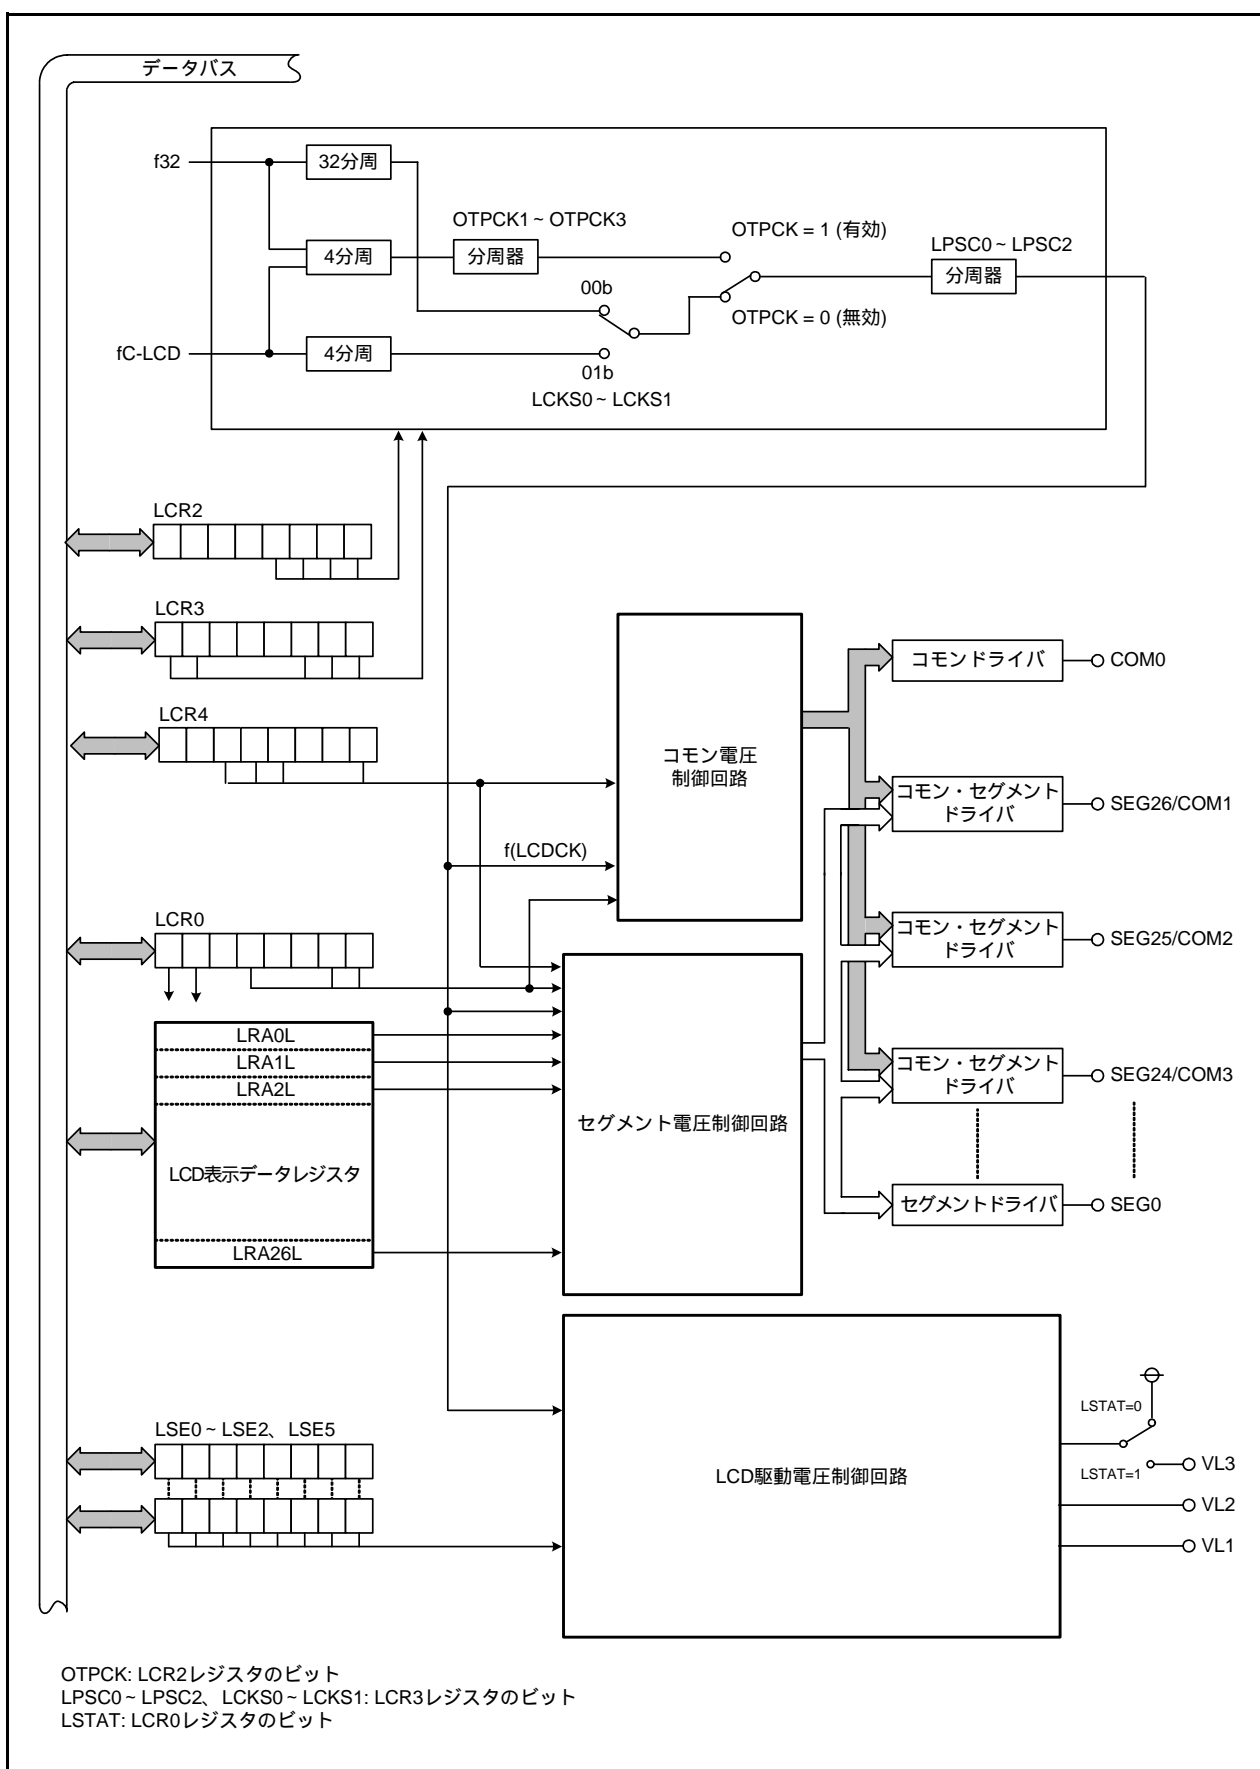 データバス
f32
32分周
OTPCK1 ~ OTPCK3
OTPCK = 1 (有効)
4分周
分周器
LPSC0 ~ LPSC2
分周器
00b
OTPCK = 0 (無効)
fC-LCD
4分周
01b
LCKS0 ~ LCKS1
LCR2
LCR3
LCR4
コモン電圧
制御回路
コモンドライバ
COM0
コモン・セグメント
ドライバ
SEG26/COM1
f(LCDCK)
LCR0
コモン・セグメント
ドライバ
SEG25/COM2
LRA0L
LRA1L
LRA2L
LCD表示データレジスタ
LRA26L
セグメント電圧制御回路
コモン・セグメント
ドライバ
SEG24/COM3
セグメントドライバ
SEG0
LSE0 ~ LSE2、LSE5
LCD駆動電圧制御回路
LSTAT=0
LSTAT=1
VL3
VL2
VL1
OTPCK: LCR2レジスタのビット
LPSC0 ~ LPSC2、LCKS0 ~ LCKS1: LCR3レジスタのビット
LSTAT: LCR0レジスタのビット